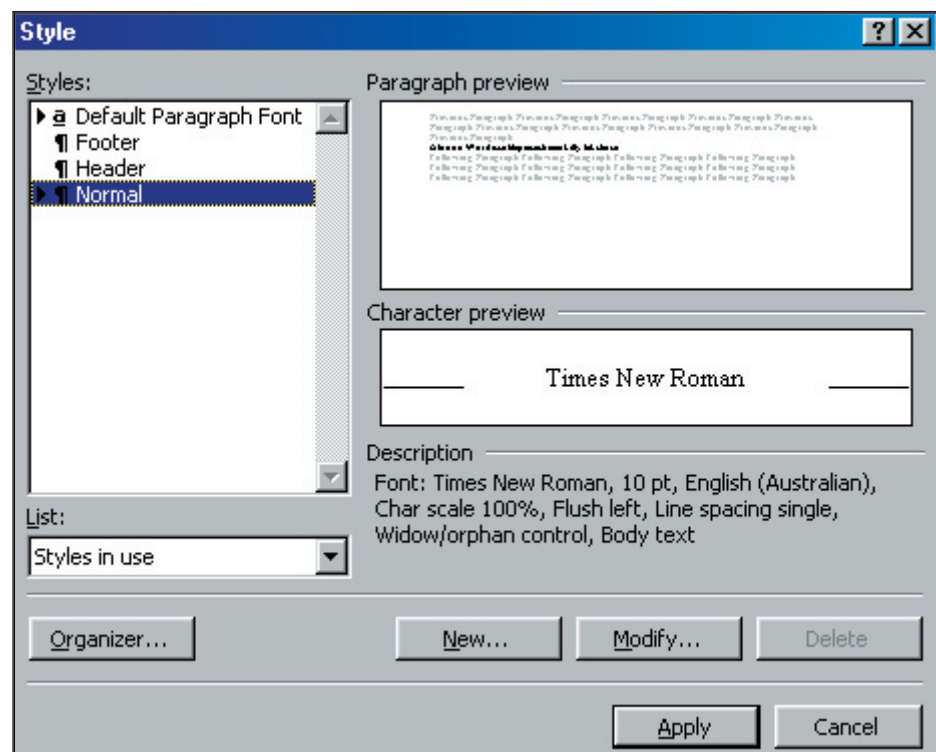 Style
Styles:
a Default Paragraph Font
¶ Footer
¶ Header
¶ Normal
List:
Styles in use
Paragraph preview
Character preview
Times New Roman
Description
Font: Times New Roman, 10 pt, English (Australian),
Char scale 100%, Flush left, Line spacing single,
Widow/orphan control, Body text
Organizer...
New...
Modify...
Delete
Apply
Cancel